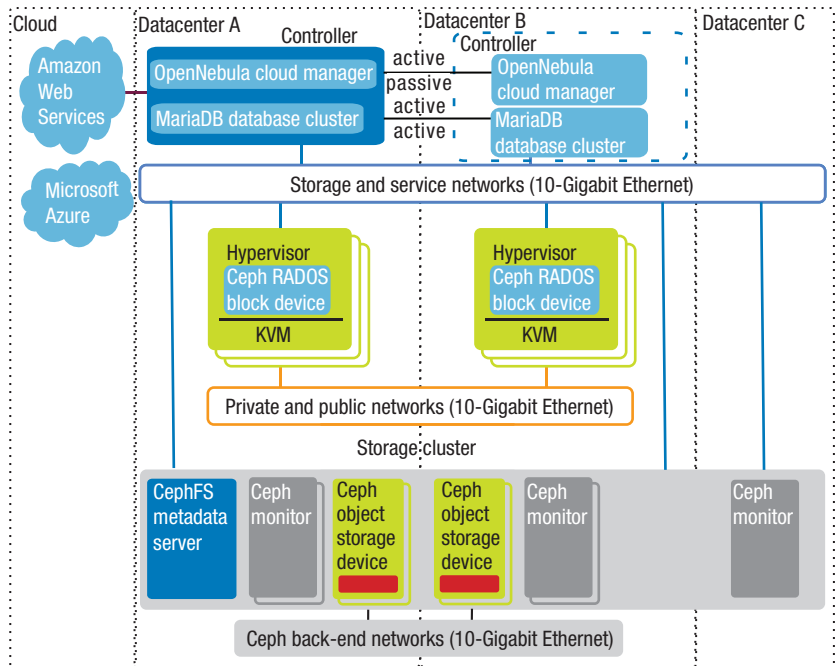 Cloud
Datacenter A
Datacenter B
Datacenter C
Controller
Controller
Amazon
Web
Services
OpenNebula cloud manager
MariaDB database cluster
active
passive
active
active
OpenNebula
cloud manager
MariaDB
database cluster
Microsoft
Azure
Storage and service networks (10-Gigabit Ethernet)
Hypervisor
Ceph RADOS
block device
KVM
Hypervisor
Ceph RADOS
block device
KVM
Private and public networks (10-Gigabit Ethernet)
Storage cluster
CephFS
metadata
server
Ceph
monitor
Ceph
object
storage
device
Ceph
object
storage
device
Ceph
monitor
Ceph
monitor
Ceph back-end networks (10-Gigabit Ethernet)